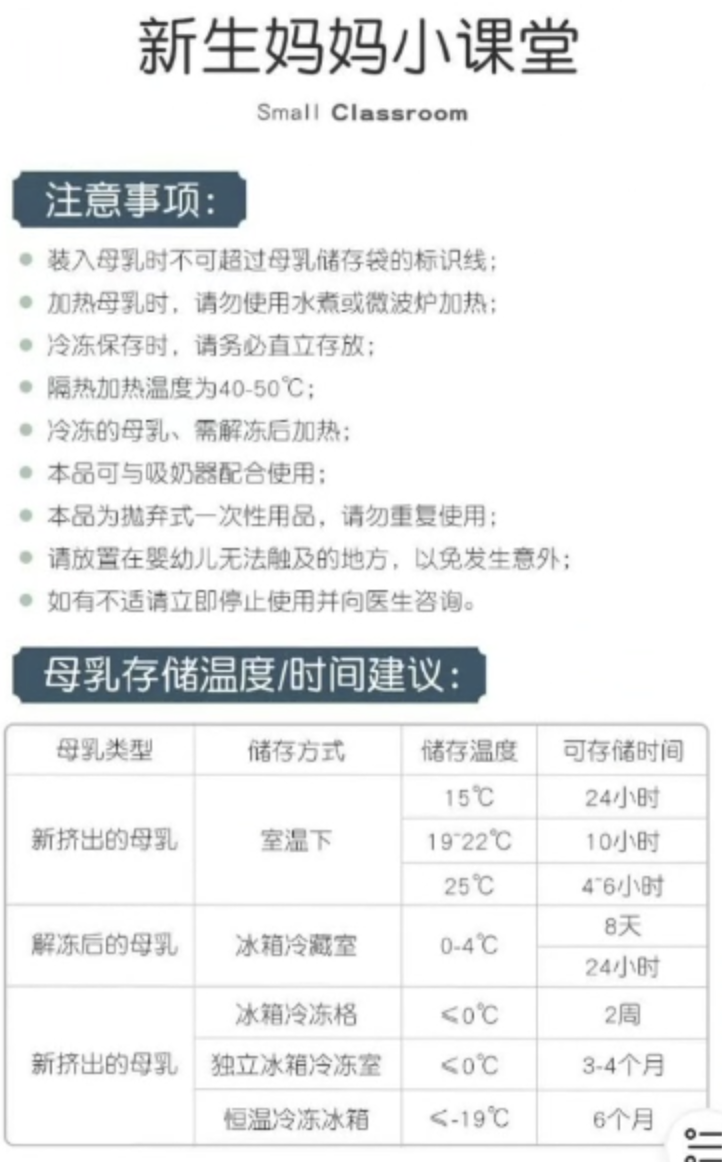 新生妈妈小课堂
Small Classroom
注意事项:
装入母乳时不可超过母乳储存袋的标识线;
加热母乳时，请勿使用水煮或微波炉加热;
冷冻保存时，请务必直立存放;
隔热加热温度为40-50℃;
冷冻的母乳、需解冻后加热;
本品可与吸奶器配合使用;
本品为抛弃式一次性用品，请勿重复使用;
请放置在婴幼儿无法触及的地方，以免发生意外;
如有不适请立即停止使用并向医生咨询。
母乳存储温度/时间建议:
母乳类型 储存方式 储存温度 可存储时间
新挤出的母乳 室温下 15℃ 24小时
19~22℃ 10小时
25℃ 4~6小时
解冻后的母乳 冰箱冷藏室 0-4℃ 8天
24小时
新挤出的母乳 冰箱冷冻格 ≤0℃ 2周
独立冰箱冷冻室 ≤0℃ 3-4个月
恒温冷冻冰箱 ≤-19℃ 6个月